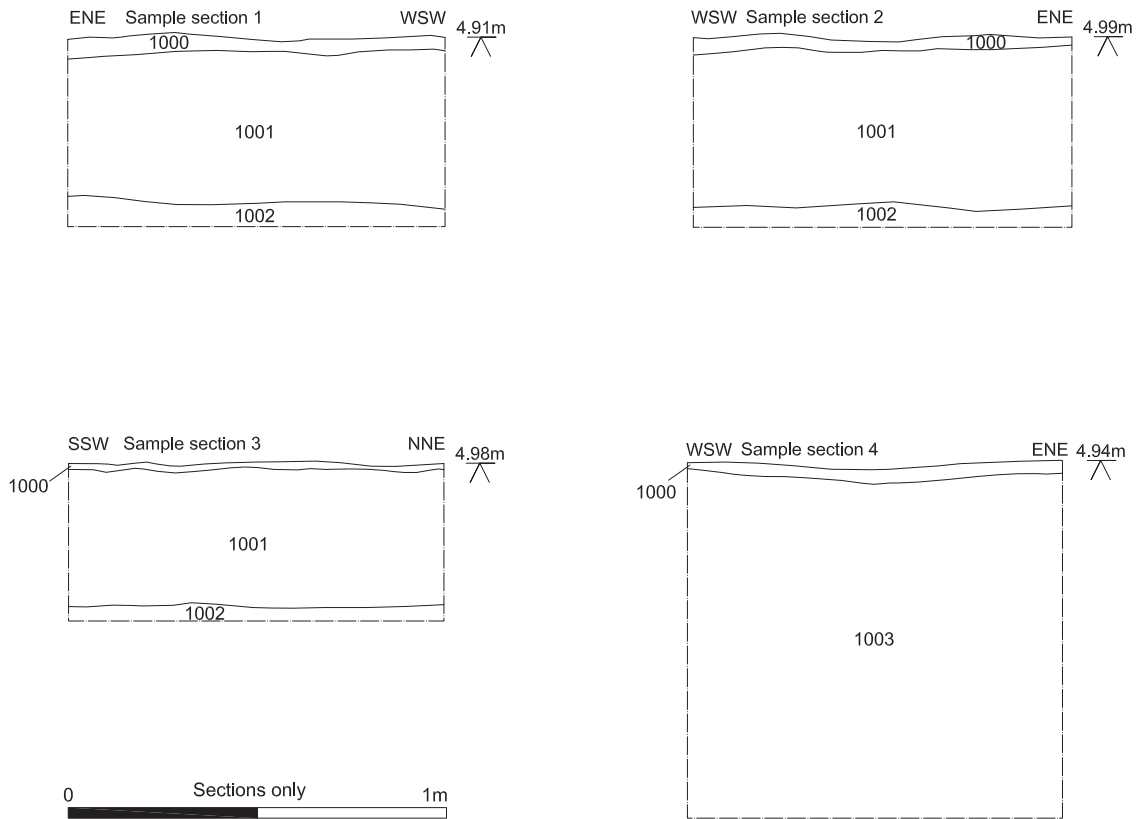 ENE Sample section 1 WSW 4.91m
1000
1001
1002
WSW Sample section 2 ENE 4.99m
1000
1001
1002
SSW Sample section 3 NNE 4.98m
1000
1001
1002
WSW Sample section 4 ENE 4.94m
1000
1003
0 Sections only 1m